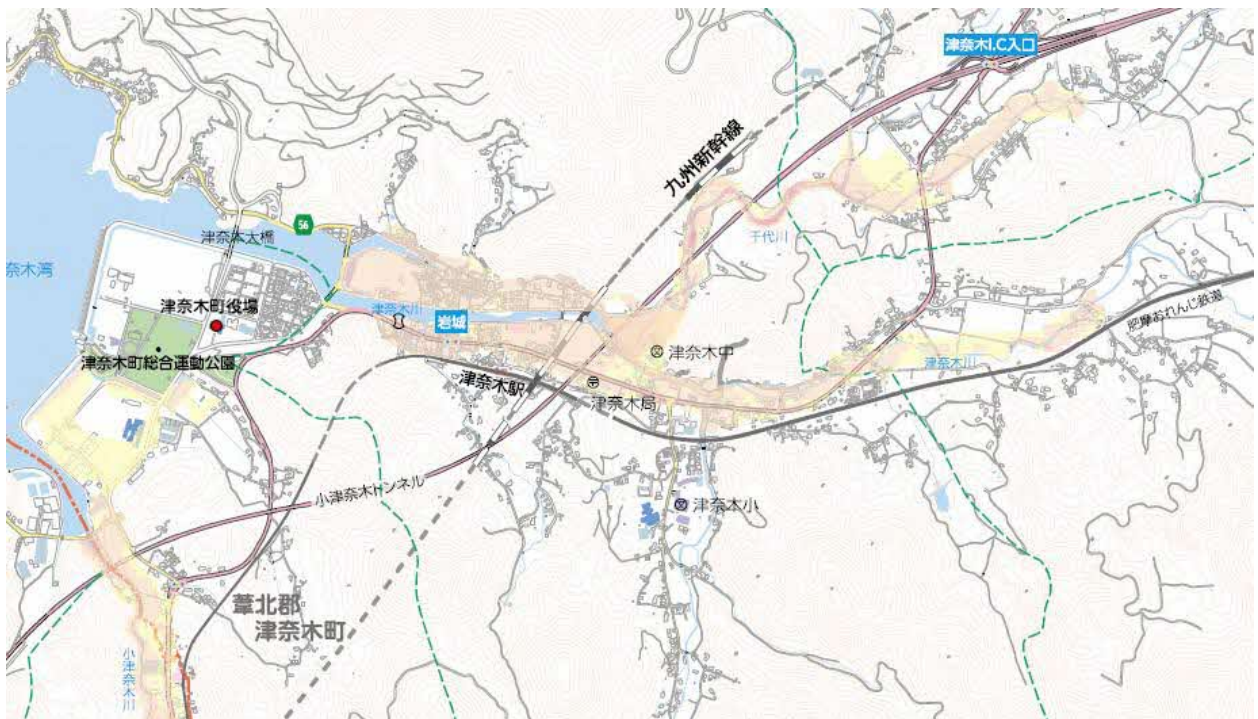 津奈木I.C入口
九州新幹線
56
津奈木大橋
千代川
奈木湾
津奈木町役場
津奈木川
岩城
肥薩おれんじ鉄道
津奈木中
津奈木町総合運動公園
津奈木川
津奈木駅
津奈木局
小津奈木トンネル
津奈木小
葦北郡
津奈木町
小津奈木川